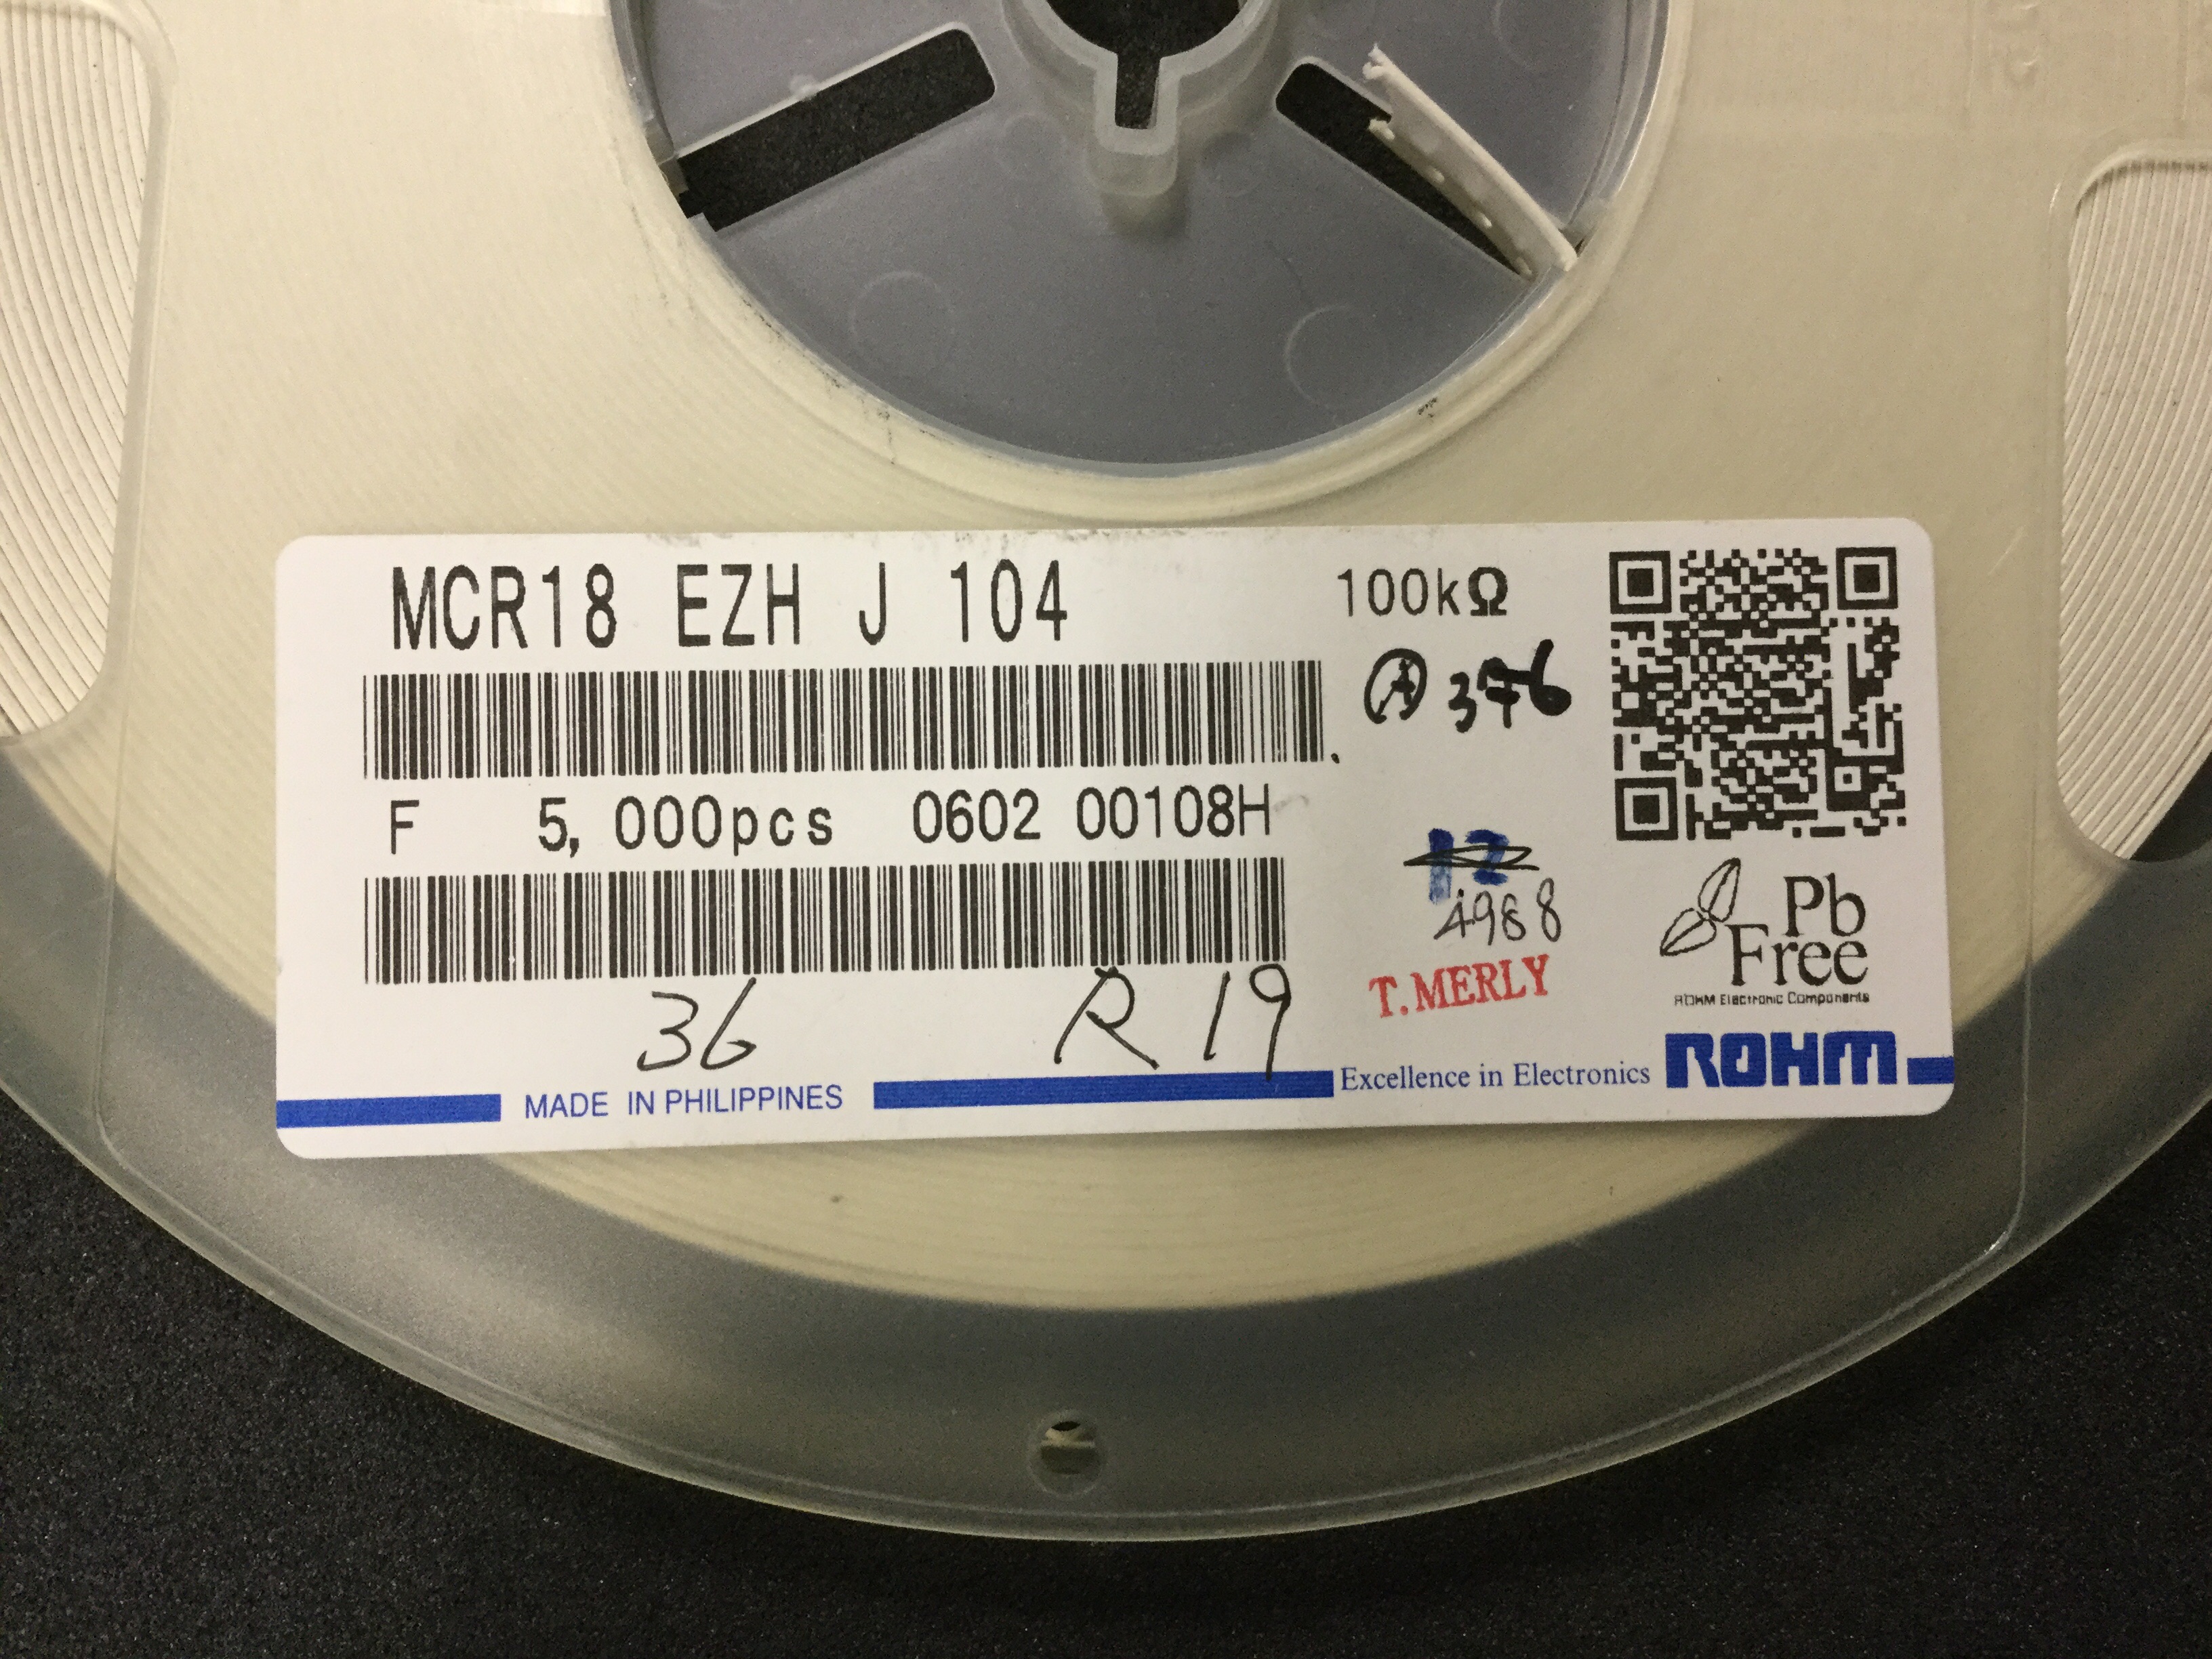 MCR18 EZH J 104
100kΩ
Ⓐ 376
F 5,000pcs 0602 00108H
12
4988
T.MERLY
Pb
Free
ROHM Electronic Components
36 R 19
MADE IN PHILIPPINES
Excellence in Electronics
ROHM